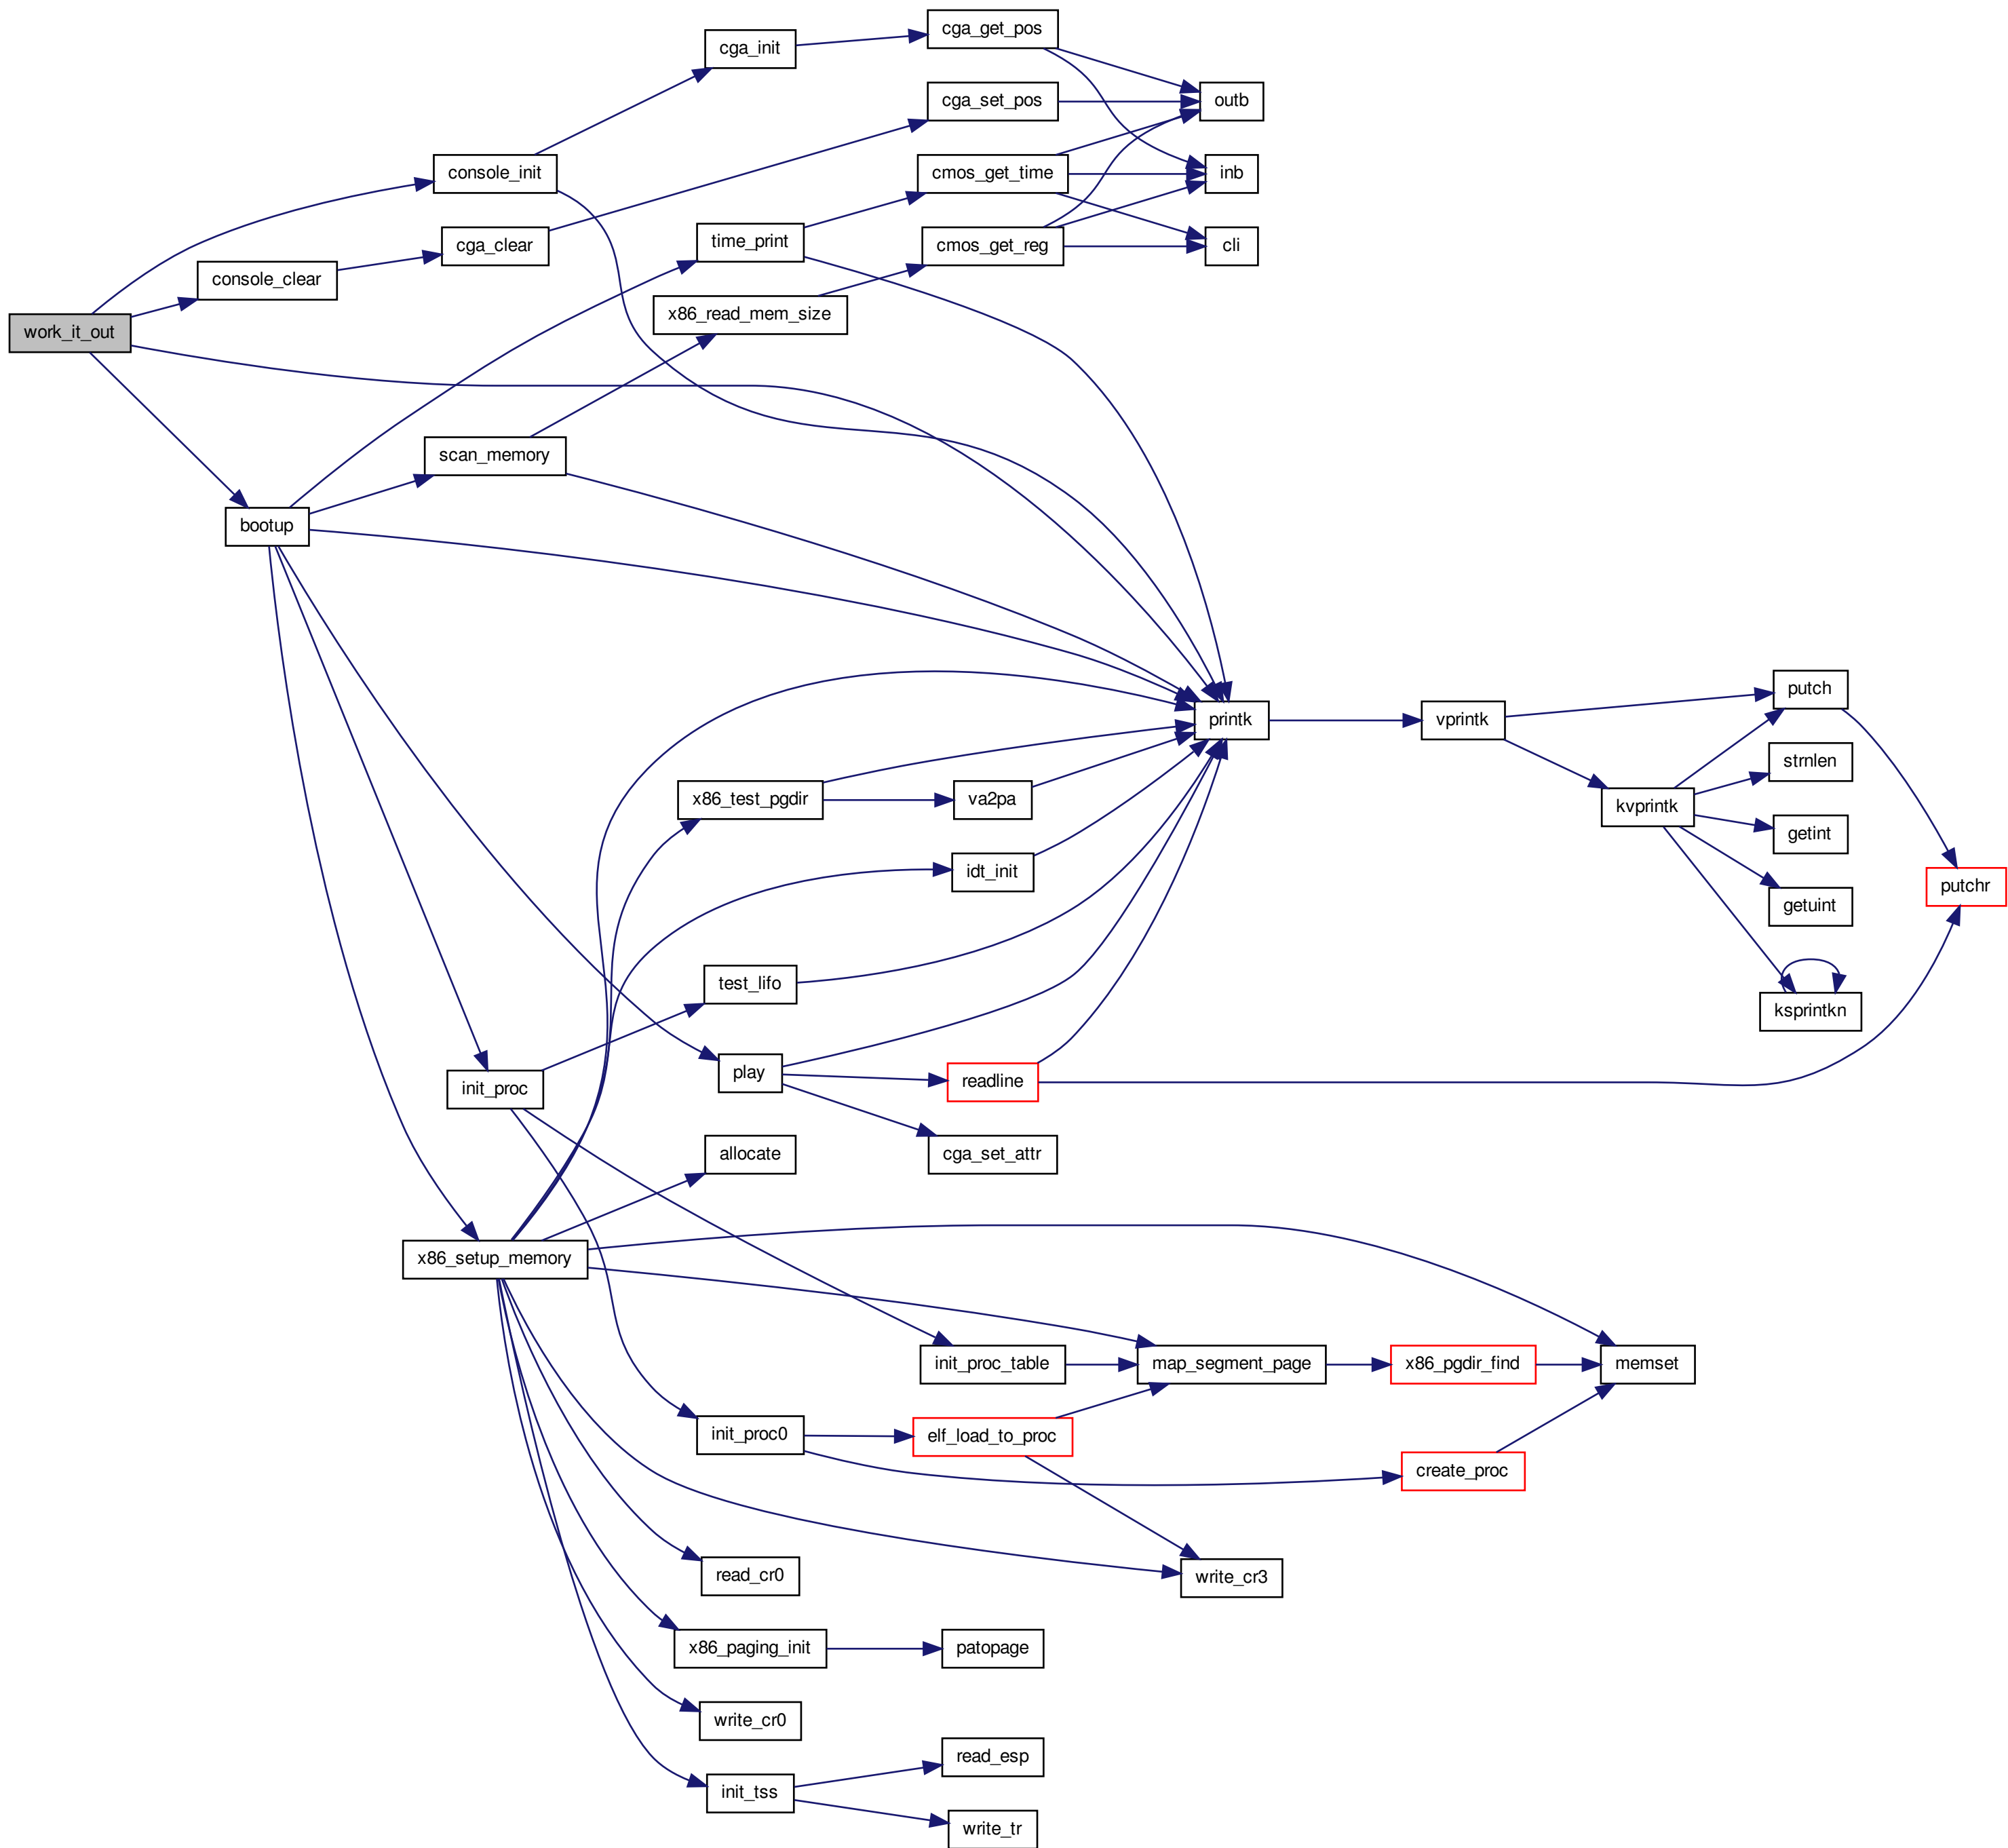 cga_get_pos
cga_init
cga_set_pos
outb
console_init
cmos_get_time
inb
cga_clear
time_print
cmos_get_reg
cli
console_clear
x86_read_mem_size
work_it_out
scan_memory
bootup
putch
printk
vprintk
strnlen
x86_test_pgdir
va2pa
kvprintk
getint
idt_init
putchr
getuint
test_lifo
ksprintkn
play
readline
init_proc
allocate
cga_set_attr
x86_setup_memory
init_proc_table
map_segment_page
x86_pgdir_find
memset
init_proc0
elf_load_to_proc
create_proc
read_cr0
write_cr3
x86_paging_init
patopage
write_cr0
read_esp
init_tss
write_tr